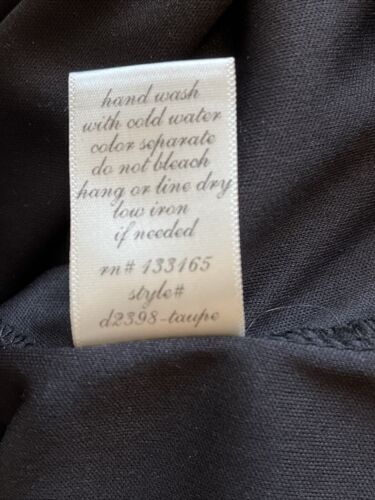 hand wash
with cold water
color separate
do not bleach
hang or line dry
low iron
if needed
rn# 133165
style#
d2398-taupe